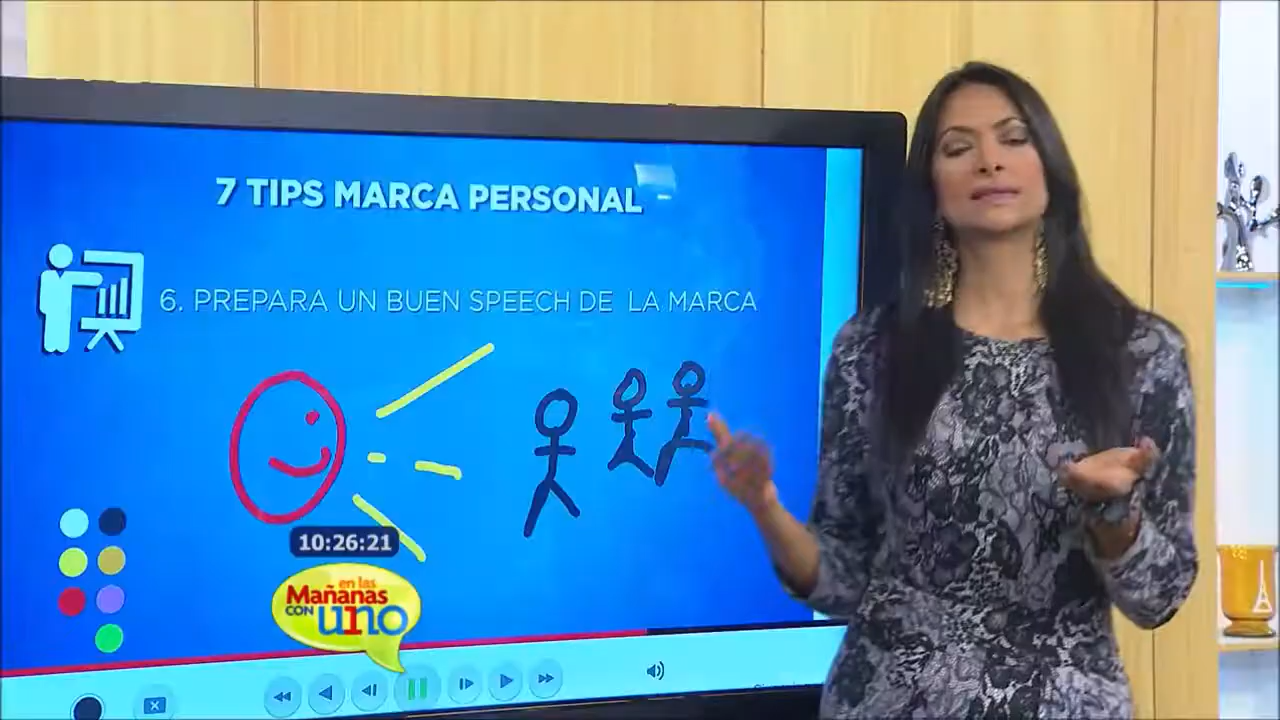 7 TIPS MARCA PERSONAL
6. PREPARA UN BUEN SPEECH DE LA MARCA
10:26:21
en las
Mañanas
CON
uno